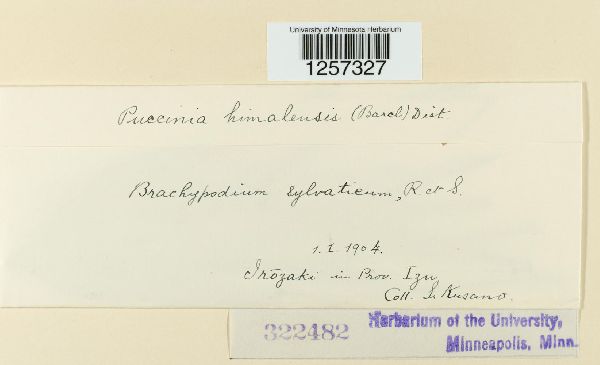 University of Minnesota Herbarium
1257327
Puccinia himalensis (Barcl.) Diet
Brachypodium sylvaticum, R et S.
1. I. 1904.
Irōzaki in Prov. Izu
Coll. S. Kusano.
322482 Herbarium of the University,
Minneapolis, Minn.